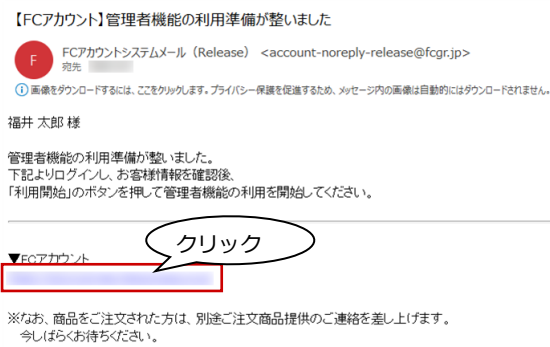 【FCアカウント】管理者機能の利用準備が整いました
F
FCアカウントシステムメール（Release） <account-noreply-release@fcgr.jp>
宛先
画像をダウンロードするには、ここをクリックします。プライバシー保護を促進するため、メッセージ内の画像は自動的にはダウンロードされません。
福井 太郎 様
管理者機能の利用準備が整いました。
下記よりログインし、お客様情報を確認後、
「利用開始」のボタンを押して管理者機能の利用を開始してください。
クリック
▼FCアカウント
※なお、商品をご注文された方は、別途ご注文商品提供のご連絡を差し上げます。
今しばらくお待ちください。